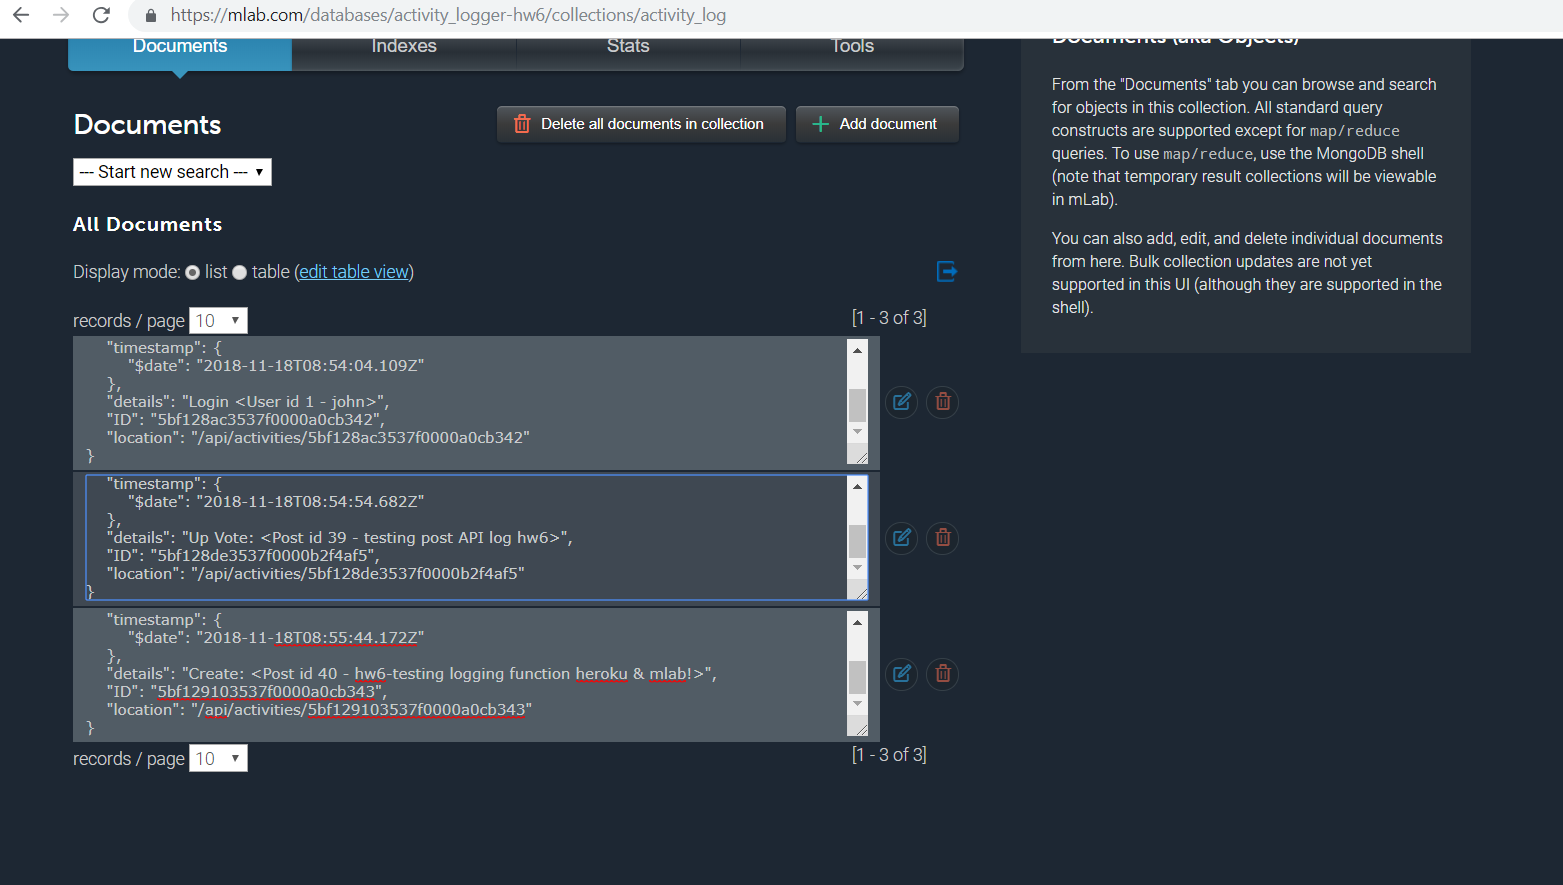 https://mlab.com/databases/activity_logger-hw6/collections/activity_log
Documents
Indexes
Stats
Tools
Documents
Delete all documents in collection
Add document
--- Start new search ---
All Documents
Display mode: list table (edit table view)
records / page 10
[1 - 3 of 3]
"timestamp": {
"$date": "2018-11-18T08:54:04.109Z"
},
"details": "Login <User id 1 - john>",
"ID": "5bf128ac3537f0000a0cb342",
"location": "/api/activities/5bf128ac3537f0000a0cb342"
}
"timestamp": {
"$date": "2018-11-18T08:54:54.682Z"
},
"details": "Up Vote: <Post id 39 - testing post API log hw6>",
"ID": "5bf128de3537f0000b2f4af5",
"location": "/api/activities/5bf128de3537f0000b2f4af5"
}
"timestamp": {
"$date": "2018-11-18T08:55:44.172Z"
},
"details": "Create: <Post id 40 - hw6-testing logging function heroku & mlab!>",
"ID": "5bf129103537f0000a0cb343",
"location": "/api/activities/5bf129103537f0000a0cb343"
}
records / page 10
[1 - 3 of 3]
Documents (aka Objects)
From the "Documents" tab you can browse and search
for objects in this collection. All standard query
constructs are supported except for map/reduce
queries. To use map/reduce, use the MongoDB shell
(note that temporary result collections will be viewable
in mLab).
You can also add, edit, and delete individual documents
from here. Bulk collection updates are not yet
supported in this UI (although they are supported in the
shell).